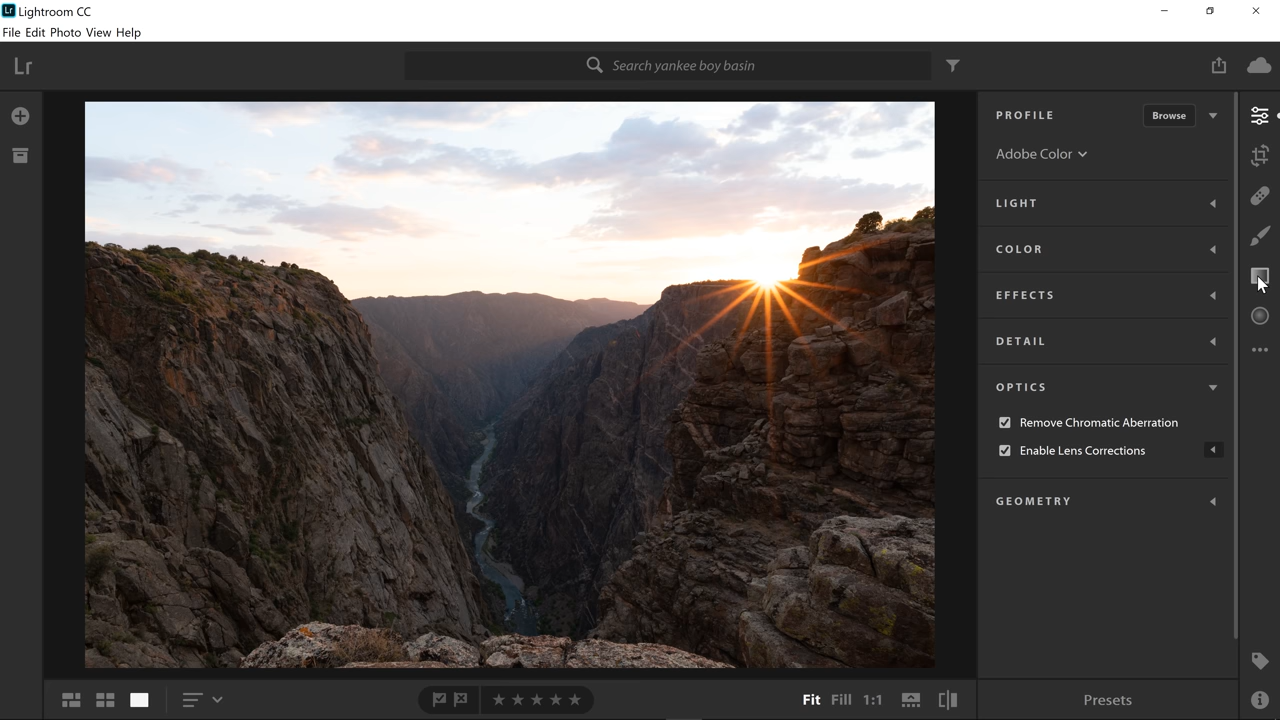 Lr Lightroom CC
File Edit Photo View Help
Lr
Search yankee boy basin
PROFILE
Browse
Adobe Color
LIGHT
COLOR
EFFECTS
DETAIL
OPTICS
Remove Chromatic Aberration
Enable Lens Corrections
GEOMETRY
Fit Fill 1:1
Presets